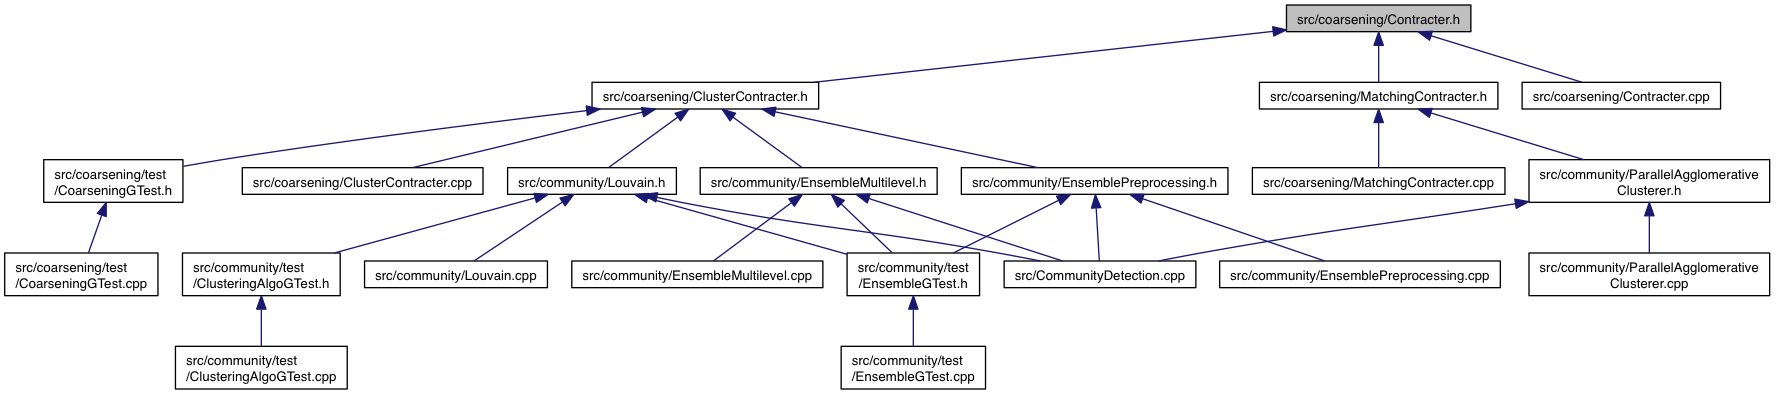 src/coarsening/Contracter.h
src/coarsening/ClusterContracter.h
src/coarsening/MatchingContracter.h
src/coarsening/Contracter.cpp
src/coarsening/test
/CoarseningGTest.h
src/coarsening/ClusterContracter.cpp
src/community/Louvain.h
src/community/EnsembleMultilevel.h
src/community/EnsemblePreprocessing.h
src/coarsening/MatchingContracter.cpp
src/community/ParallelAgglomerative
Clusterer.h
src/coarsening/test
/CoarseningGTest.cpp
src/community/test
/ClusteringAlgoGTest.h
src/community/Louvain.cpp
src/community/EnsembleMultilevel.cpp
src/community/test
/EnsembleGTest.h
src/CommunityDetection.cpp
src/community/EnsemblePreprocessing.cpp
src/community/ParallelAgglomerative
Clusterer.cpp
src/community/test
/ClusteringAlgoGTest.cpp
src/community/test
/EnsembleGTest.cpp